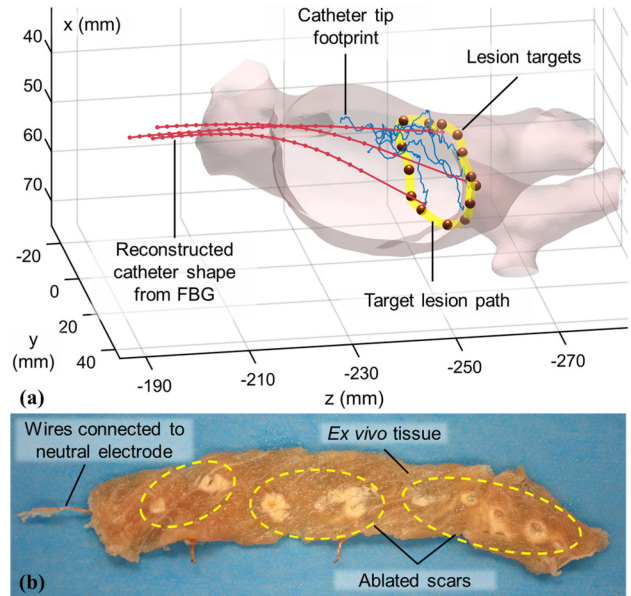 x (mm)
Catheter tip
footprint
Lesion targets
40
50
60
70
Reconstructed
catheter shape
from FBG
Target lesion path
-20
0
20
40
y
(mm)
-190
-210
-230
-250
-270
z (mm)
(a)
Wires connected to
neutral electrode
Ex vivo tissue
Ablated scars
(b)